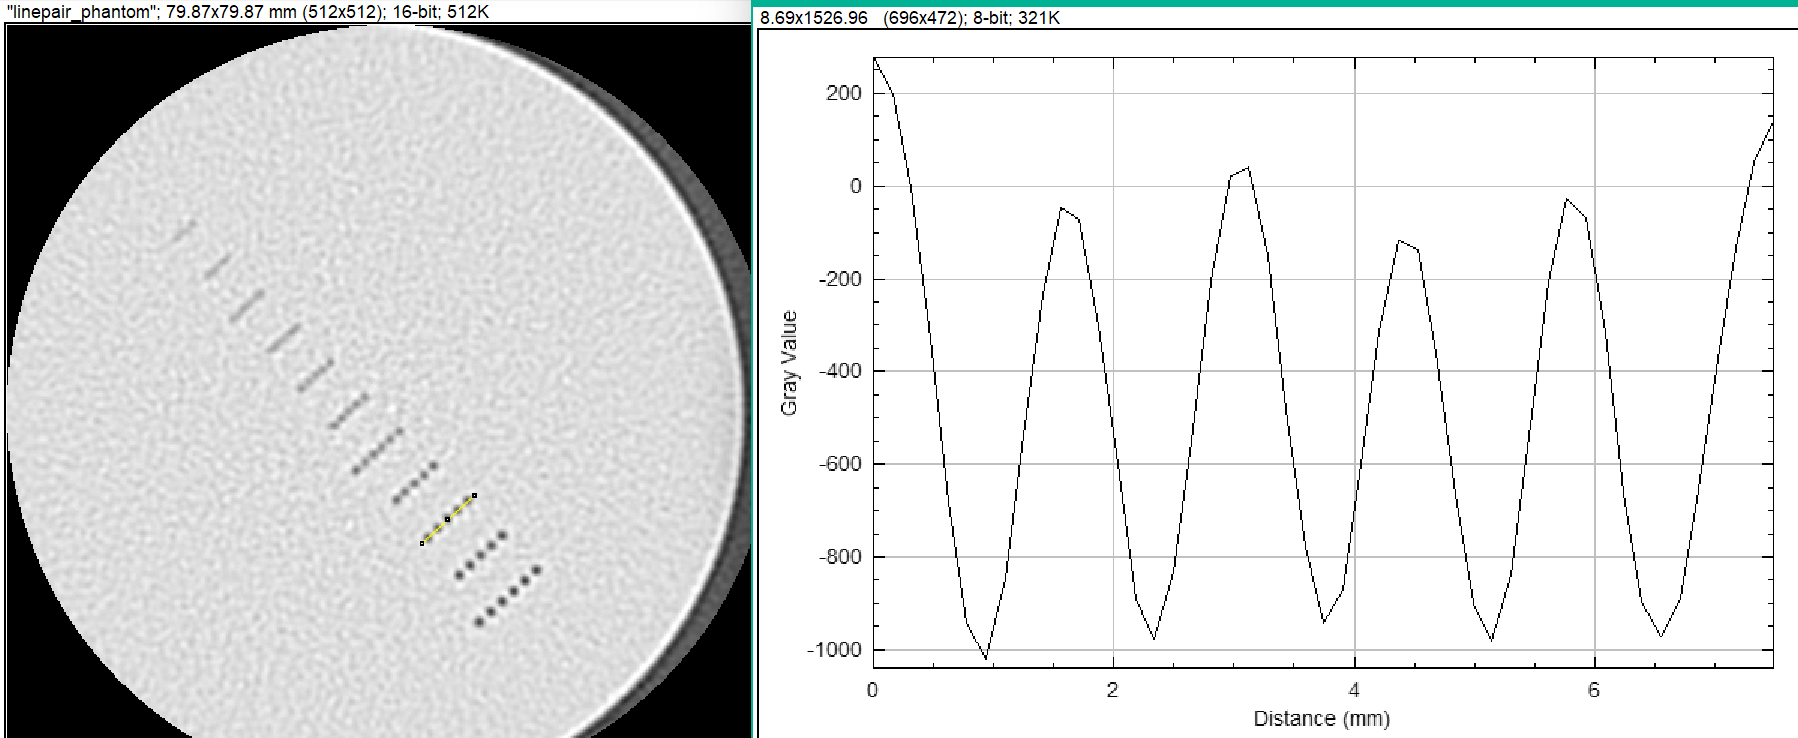 "linepair_phantom"; 79.87x79.87 mm (512x512); 16-bit; 512K
8.69x1526.96 (696x472); 8-bit; 321K
200
0
-200
-400
-600
-800
-1000
Gray Value
0 2 4 6
Distance (mm)